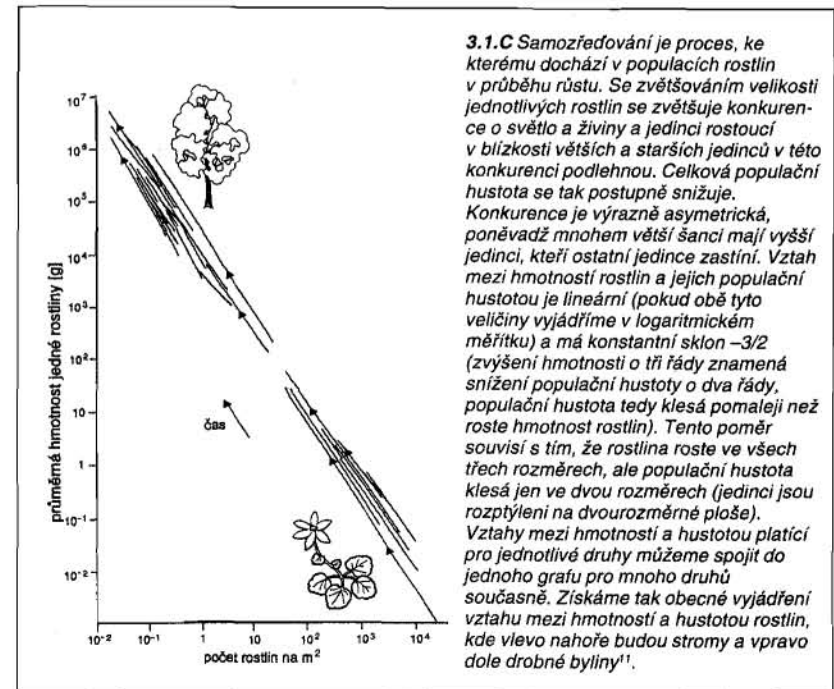 10⁷
10⁶
10⁵
10⁴
10³
10²
10
1
10⁻¹
10⁻²
průměrná hmotnost jedné rostliny [g]
čas
10⁻² 10⁻¹ 1 10 10² 10³ 10⁴
počet rostlin na m²
3.1.C Samozřeďování je proces, ke
kterému dochází v populacích rostlin
v průběhu růstu. Se zvětšováním velikosti
jednotlivých rostlin se zvětšuje konkuren-
ce o světlo a živiny a jedinci rostoucí
v blízkosti větších a starších jedinců v této
konkurenci podlehnou. Celková populační
hustota se tak postupně snižuje.
Konkurence je výrazně asymetrická,
poněvadž mnohem větší šanci mají vyšší
jedinci, kteří ostatní jedince zastíní. Vztah
mezi hmotností rostlin a jejich populační
hustotou je lineární (pokud obě tyto
veličiny vyjádříme v logaritmickém
měřítku) a má konstantní sklon –3/2
(zvýšení hmotnosti o tři řády znamená
snížení populační hustoty o dva řády,
populační hustota tedy klesá pomaleji než
roste hmotnost rostlin). Tento poměr
souvisí s tím, že rostlina roste ve všech
třech rozměrech, ale populační hustota
klesá jen ve dvou rozměrech (jedinci jsou
rozptýleni na dvourozměrné ploše).
Vztahy mezi hmotností a hustotou platící
pro jednotlivé druhy můžeme spojit do
jednoho grafu pro mnoho druhů
současně. Získáme tak obecné vyjádření
vztahu mezi hmotností a hustotou rostlin,
kde vlevo nahoře budou stromy a vpravo
dole drobné byliny¹¹.